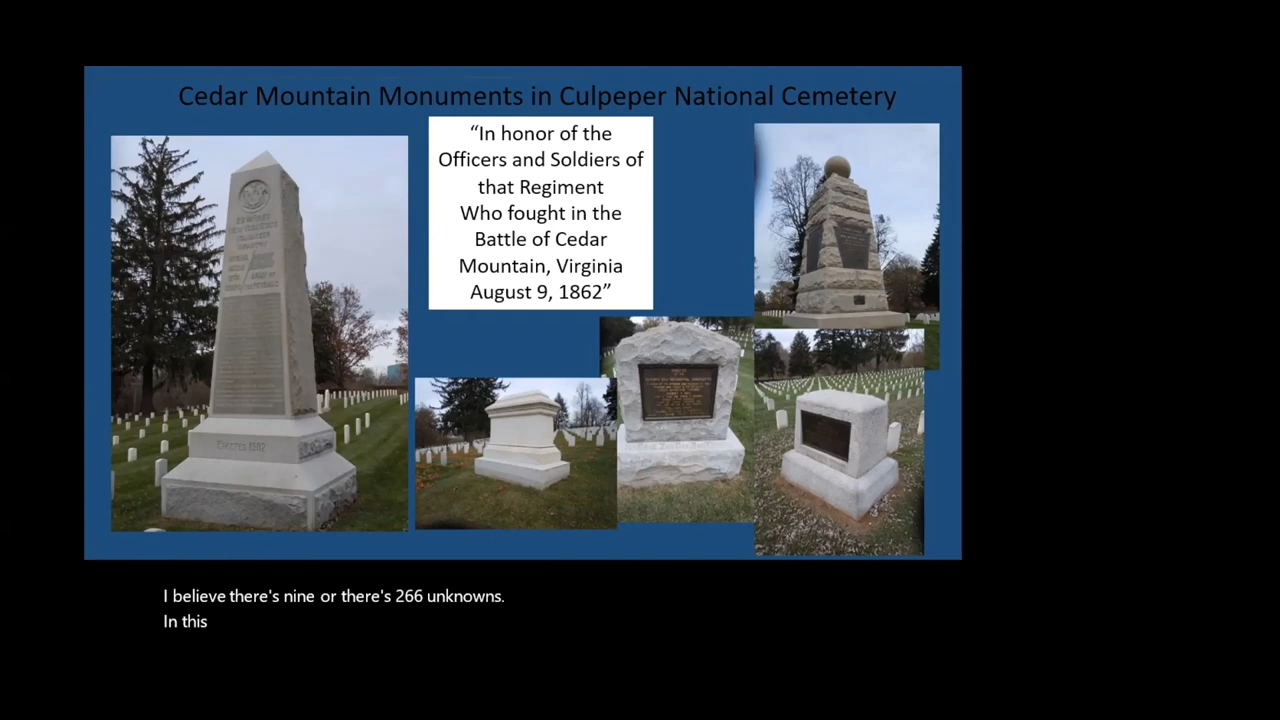 Cedar Mountain Monuments in Culpeper National Cemetery
“In honor of the
Officers and Soldiers of
that Regiment
Who fought in the
Battle of Cedar
Mountain, Virginia
August 9, 1862”
I believe there's nine or there's 266 unknowns.
In this